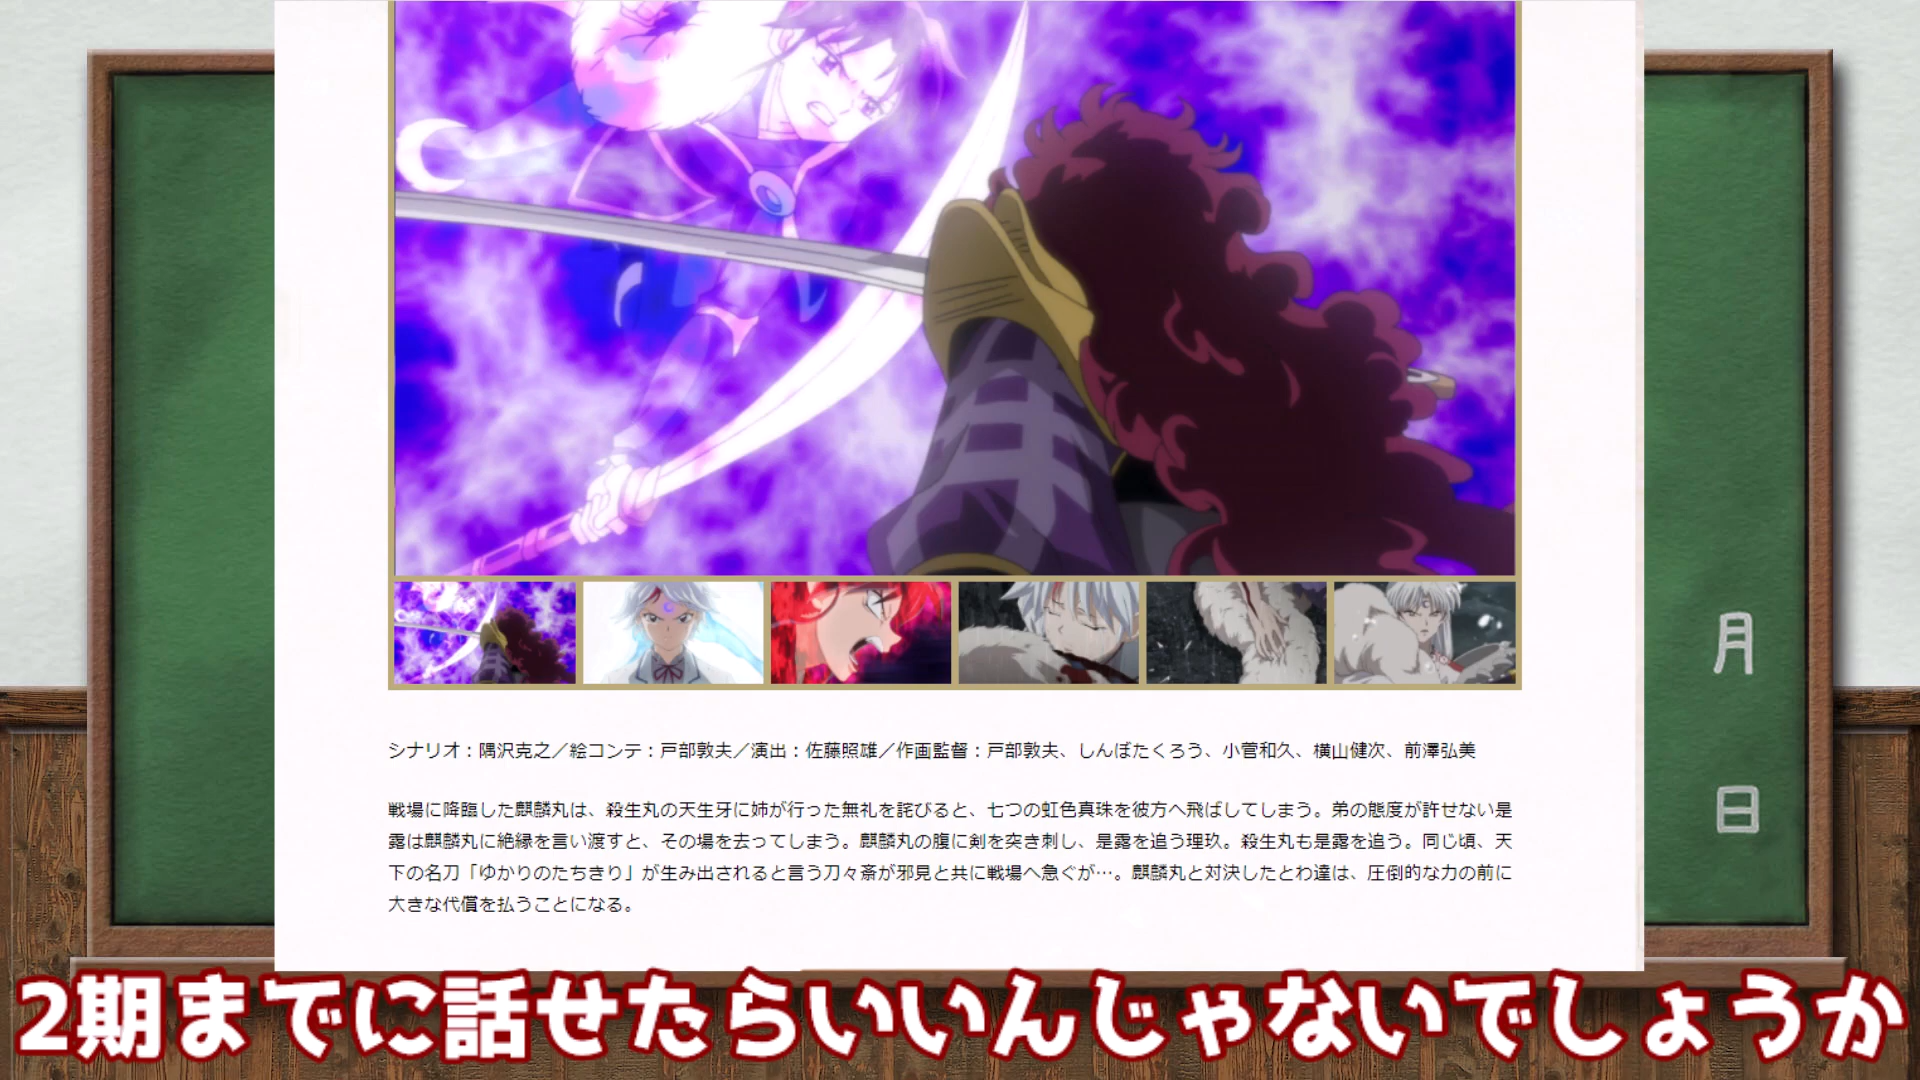 シナリオ：隅沢克之／絵コンテ：戸部敦夫／演出：佐藤照雄／作画監督：戸部敦夫、しんぼたくろう、小菅和久、横山健次、前澤弘美
戦場に降臨した麒麟丸は、殺生丸の天生牙に姉が行った無礼を詫びると、七つの虹色真珠を彼方へ飛ばしてしまう。弟の態度が許せない是
露は麒麟丸に絶縁を言い渡すと、その場を去ってしまう。麒麟丸の腹に剣を突き刺し、是露を追う理玖。殺生丸も是露を追う。同じ頃、天
下の名刀「ゆかりのたちきり」が生み出されると言う刀々斎が邪見と共に戦場へ急ぐが…。麒麟丸と対決したとわ達は、圧倒的な力の前に
大きな代償を払うことになる。
月
日
2期までに話せたらいいんじゃないでしょうか